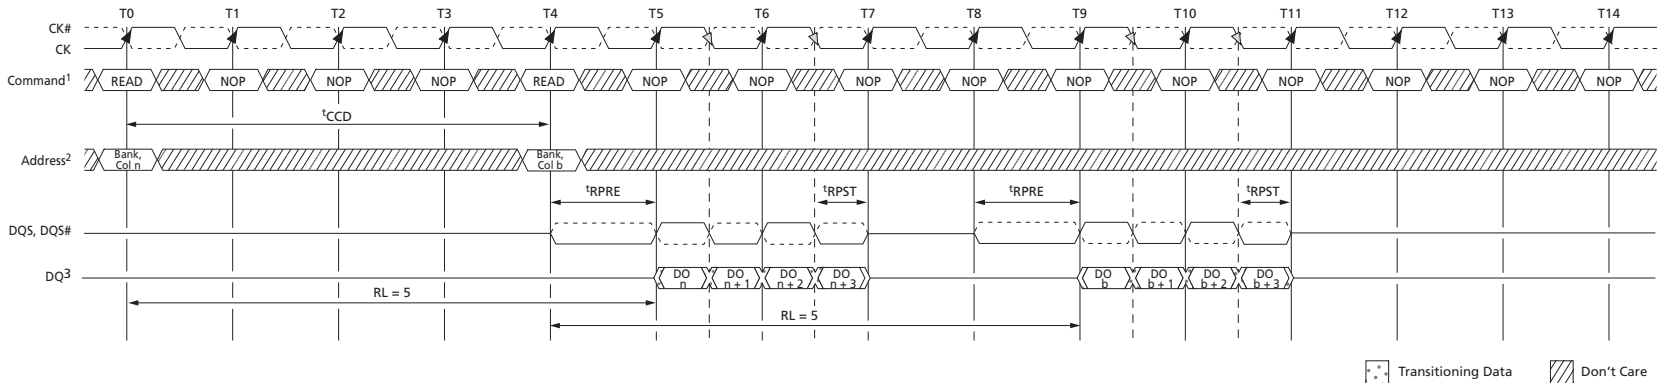 T0 T1 T2 T3 T4 T5 T6 T7 T8 T9 T10 T11 T12 T13 T14
CK#
CK
Command1 READ NOP NOP NOP READ NOP NOP NOP NOP NOP NOP NOP NOP NOP NOP
tCCD
Address2 Bank, Col n Bank, Col b
tRPRE tRPST tRPRE tRPST
DQS, DQS#
DQ3 DO n DO n + 1 DO n + 2 DO n + 3 DO b DO b + 1 DO b + 2 DO b + 3
RL = 5
RL = 5
Transitioning Data Don't Care